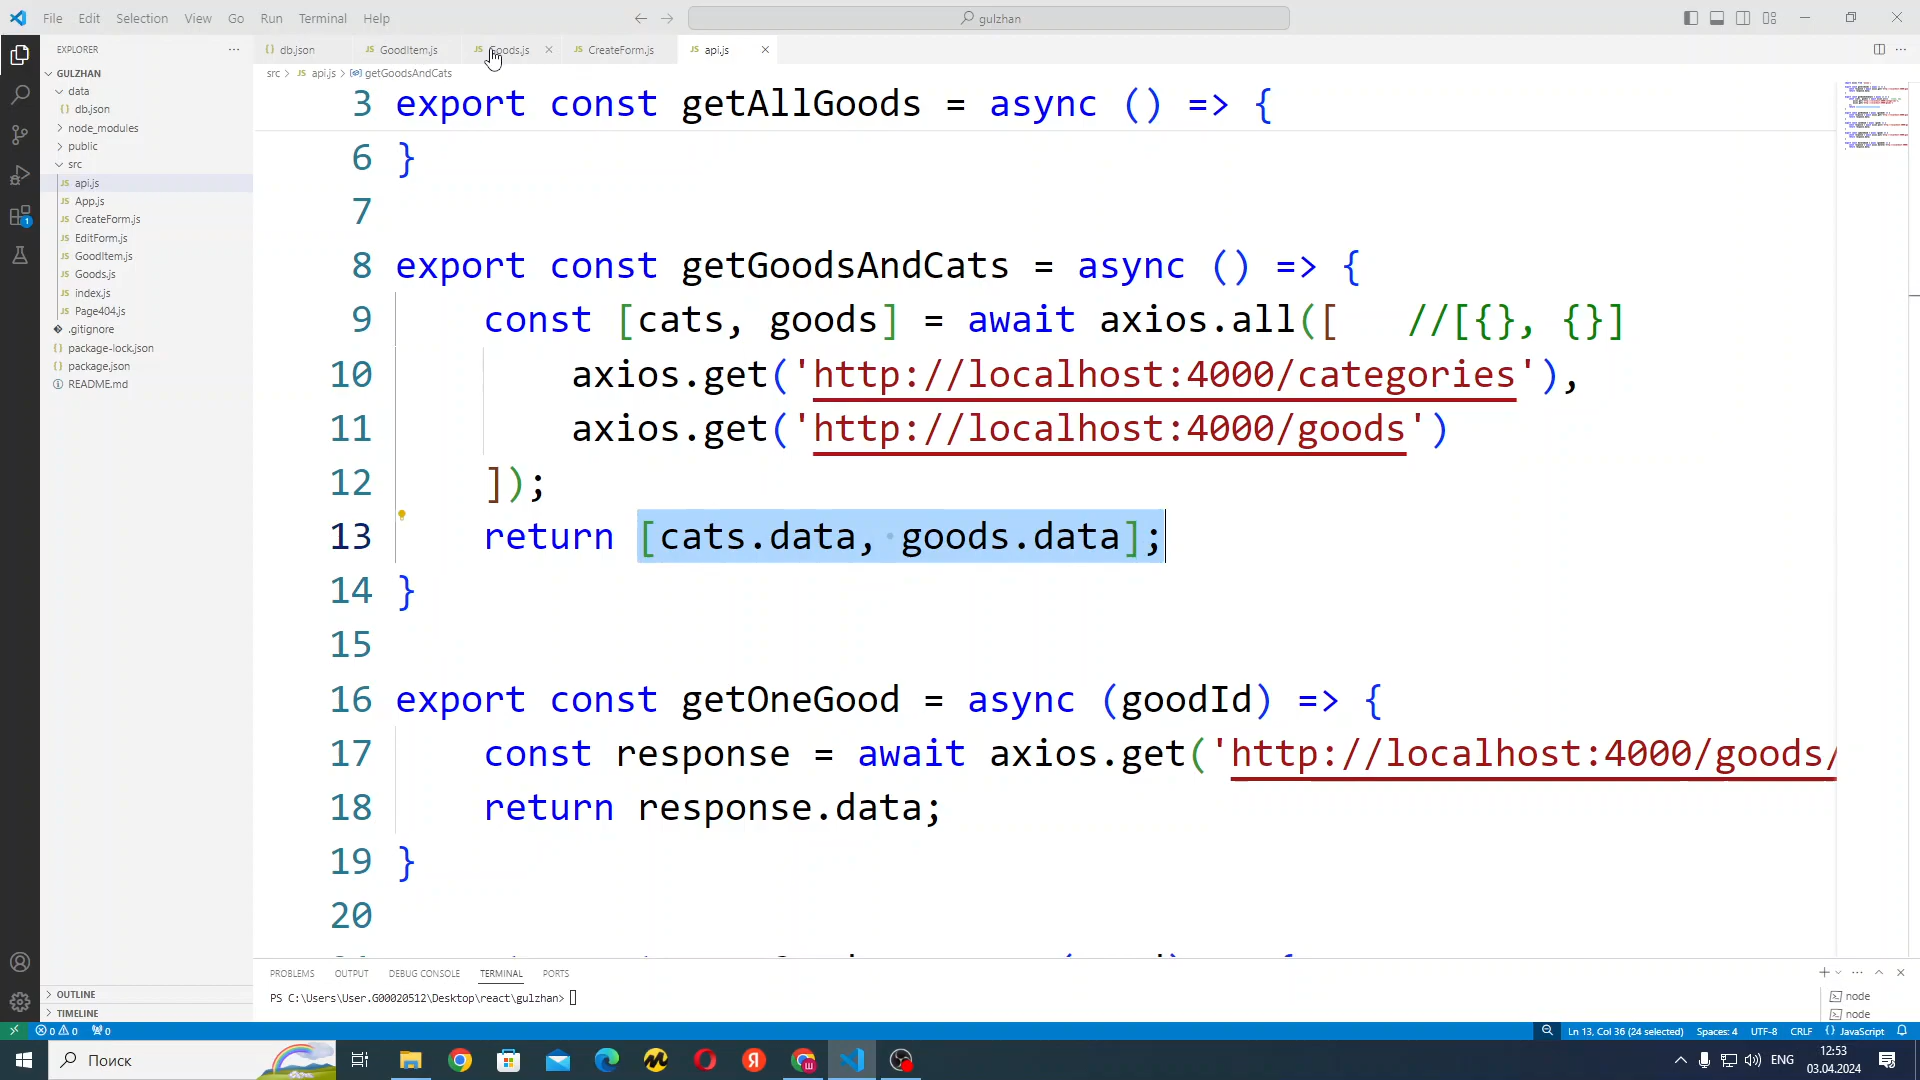 File Edit Selection View Go Run Terminal Help
gulzhan
EXPLORER
GULZHAN
data
db.json
node_modules
public
src
api.js
App.js
CreateForm.js
EditForm.js
GoodItem.js
Goods.js
index.js
Page404.js
.gitignore
package-lock.json
package.json
README.md
OUTLINE
TIMELINE
db.json GoodItem.js Goods.js CreateForm.js api.js
src > JS api.js > getGoodsAndCats
3 export const getAllGoods = async () => {
6 }
7
8 export const getGoodsAndCats = async () => {
9 const [cats, goods] = await axios.all([ //[{}, {}]
10 axios.get('http://localhost:4000/categories'),
11 axios.get('http://localhost:4000/goods')
12 ]);
13 return [cats.data, goods.data];
14 }
15
16 export const getOneGood = async (goodId) => {
17 const response = await axios.get('http://localhost:4000/goods/
18 return response.data;
19 }
20
PROBLEMS OUTPUT DEBUG CONSOLE TERMINAL PORTS
PS C:\Users\User.G00020512\Desktop\react\gulzhan>
node
node
0 0 0
Ln 13, Col 36 (24 selected) Spaces: 4 UTF-8 CRLF {} JavaScript
Поиск
ENG
12:53
03.04.2024